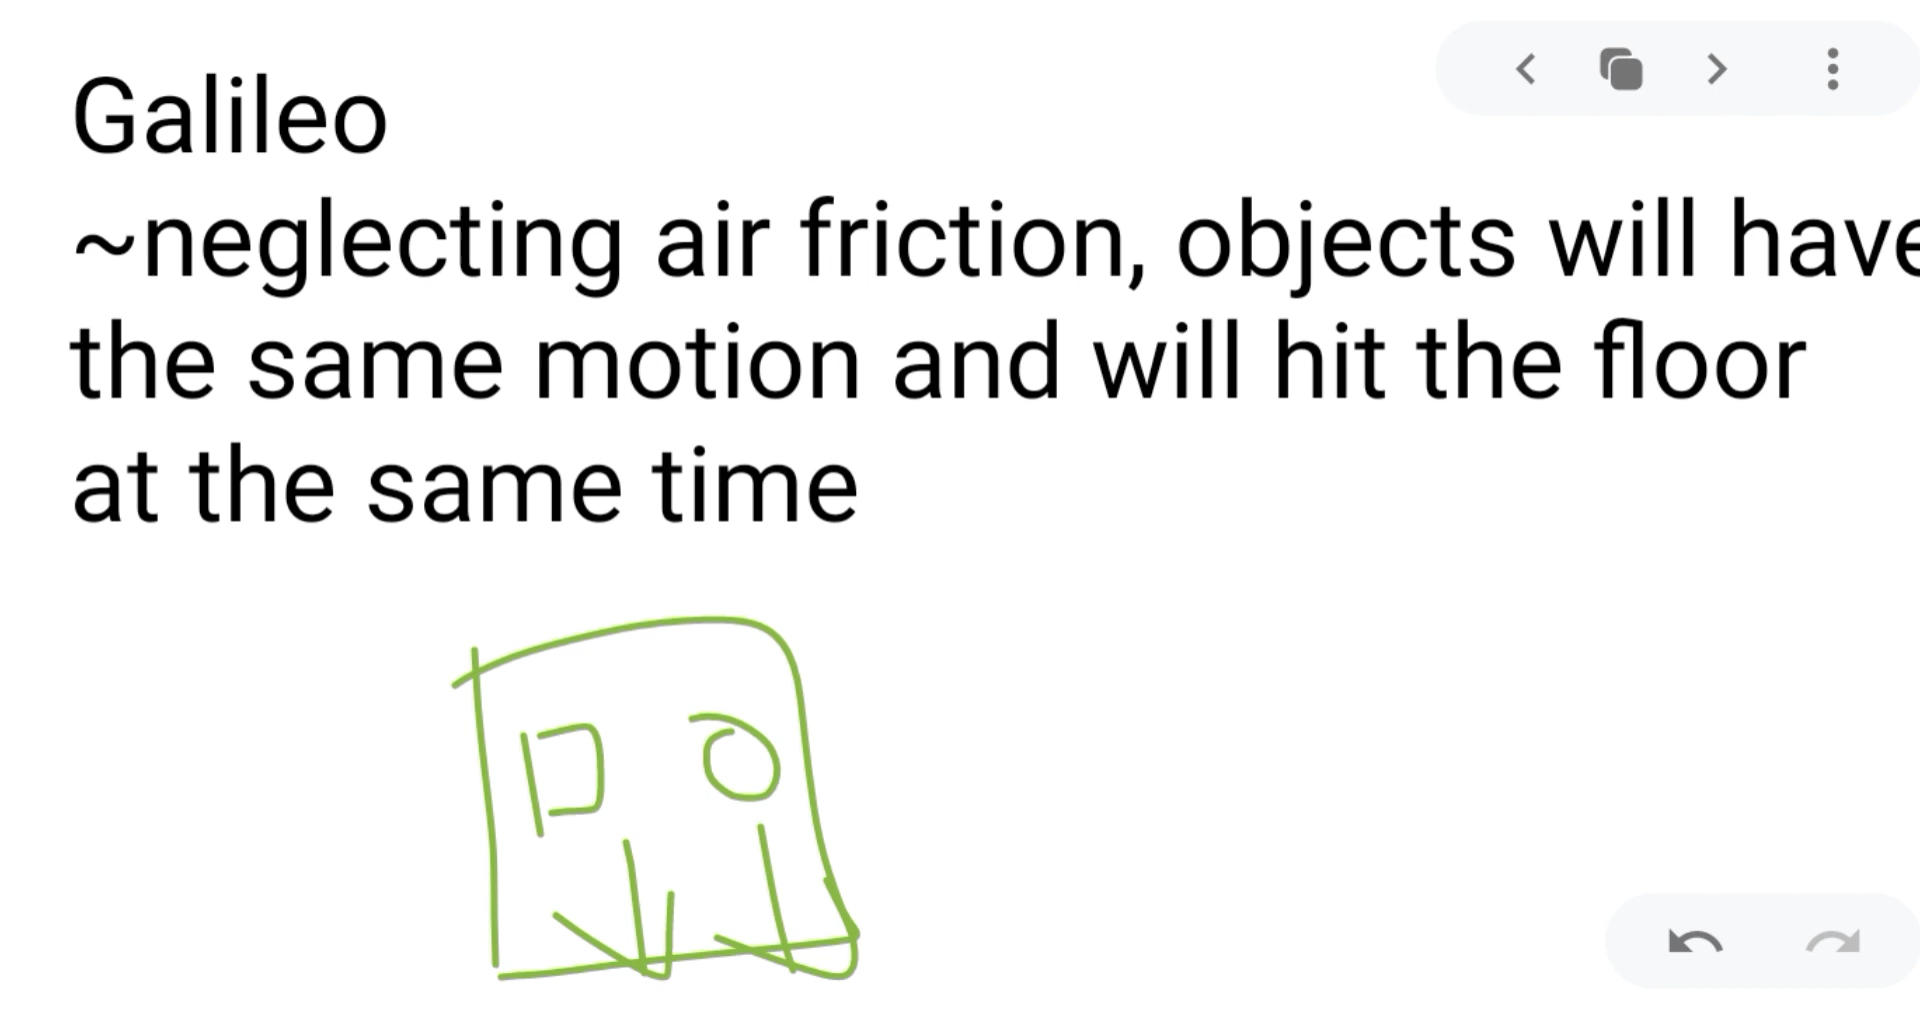 Galileo
~neglecting air friction, objects will have
the same motion and will hit the floor
at the same time